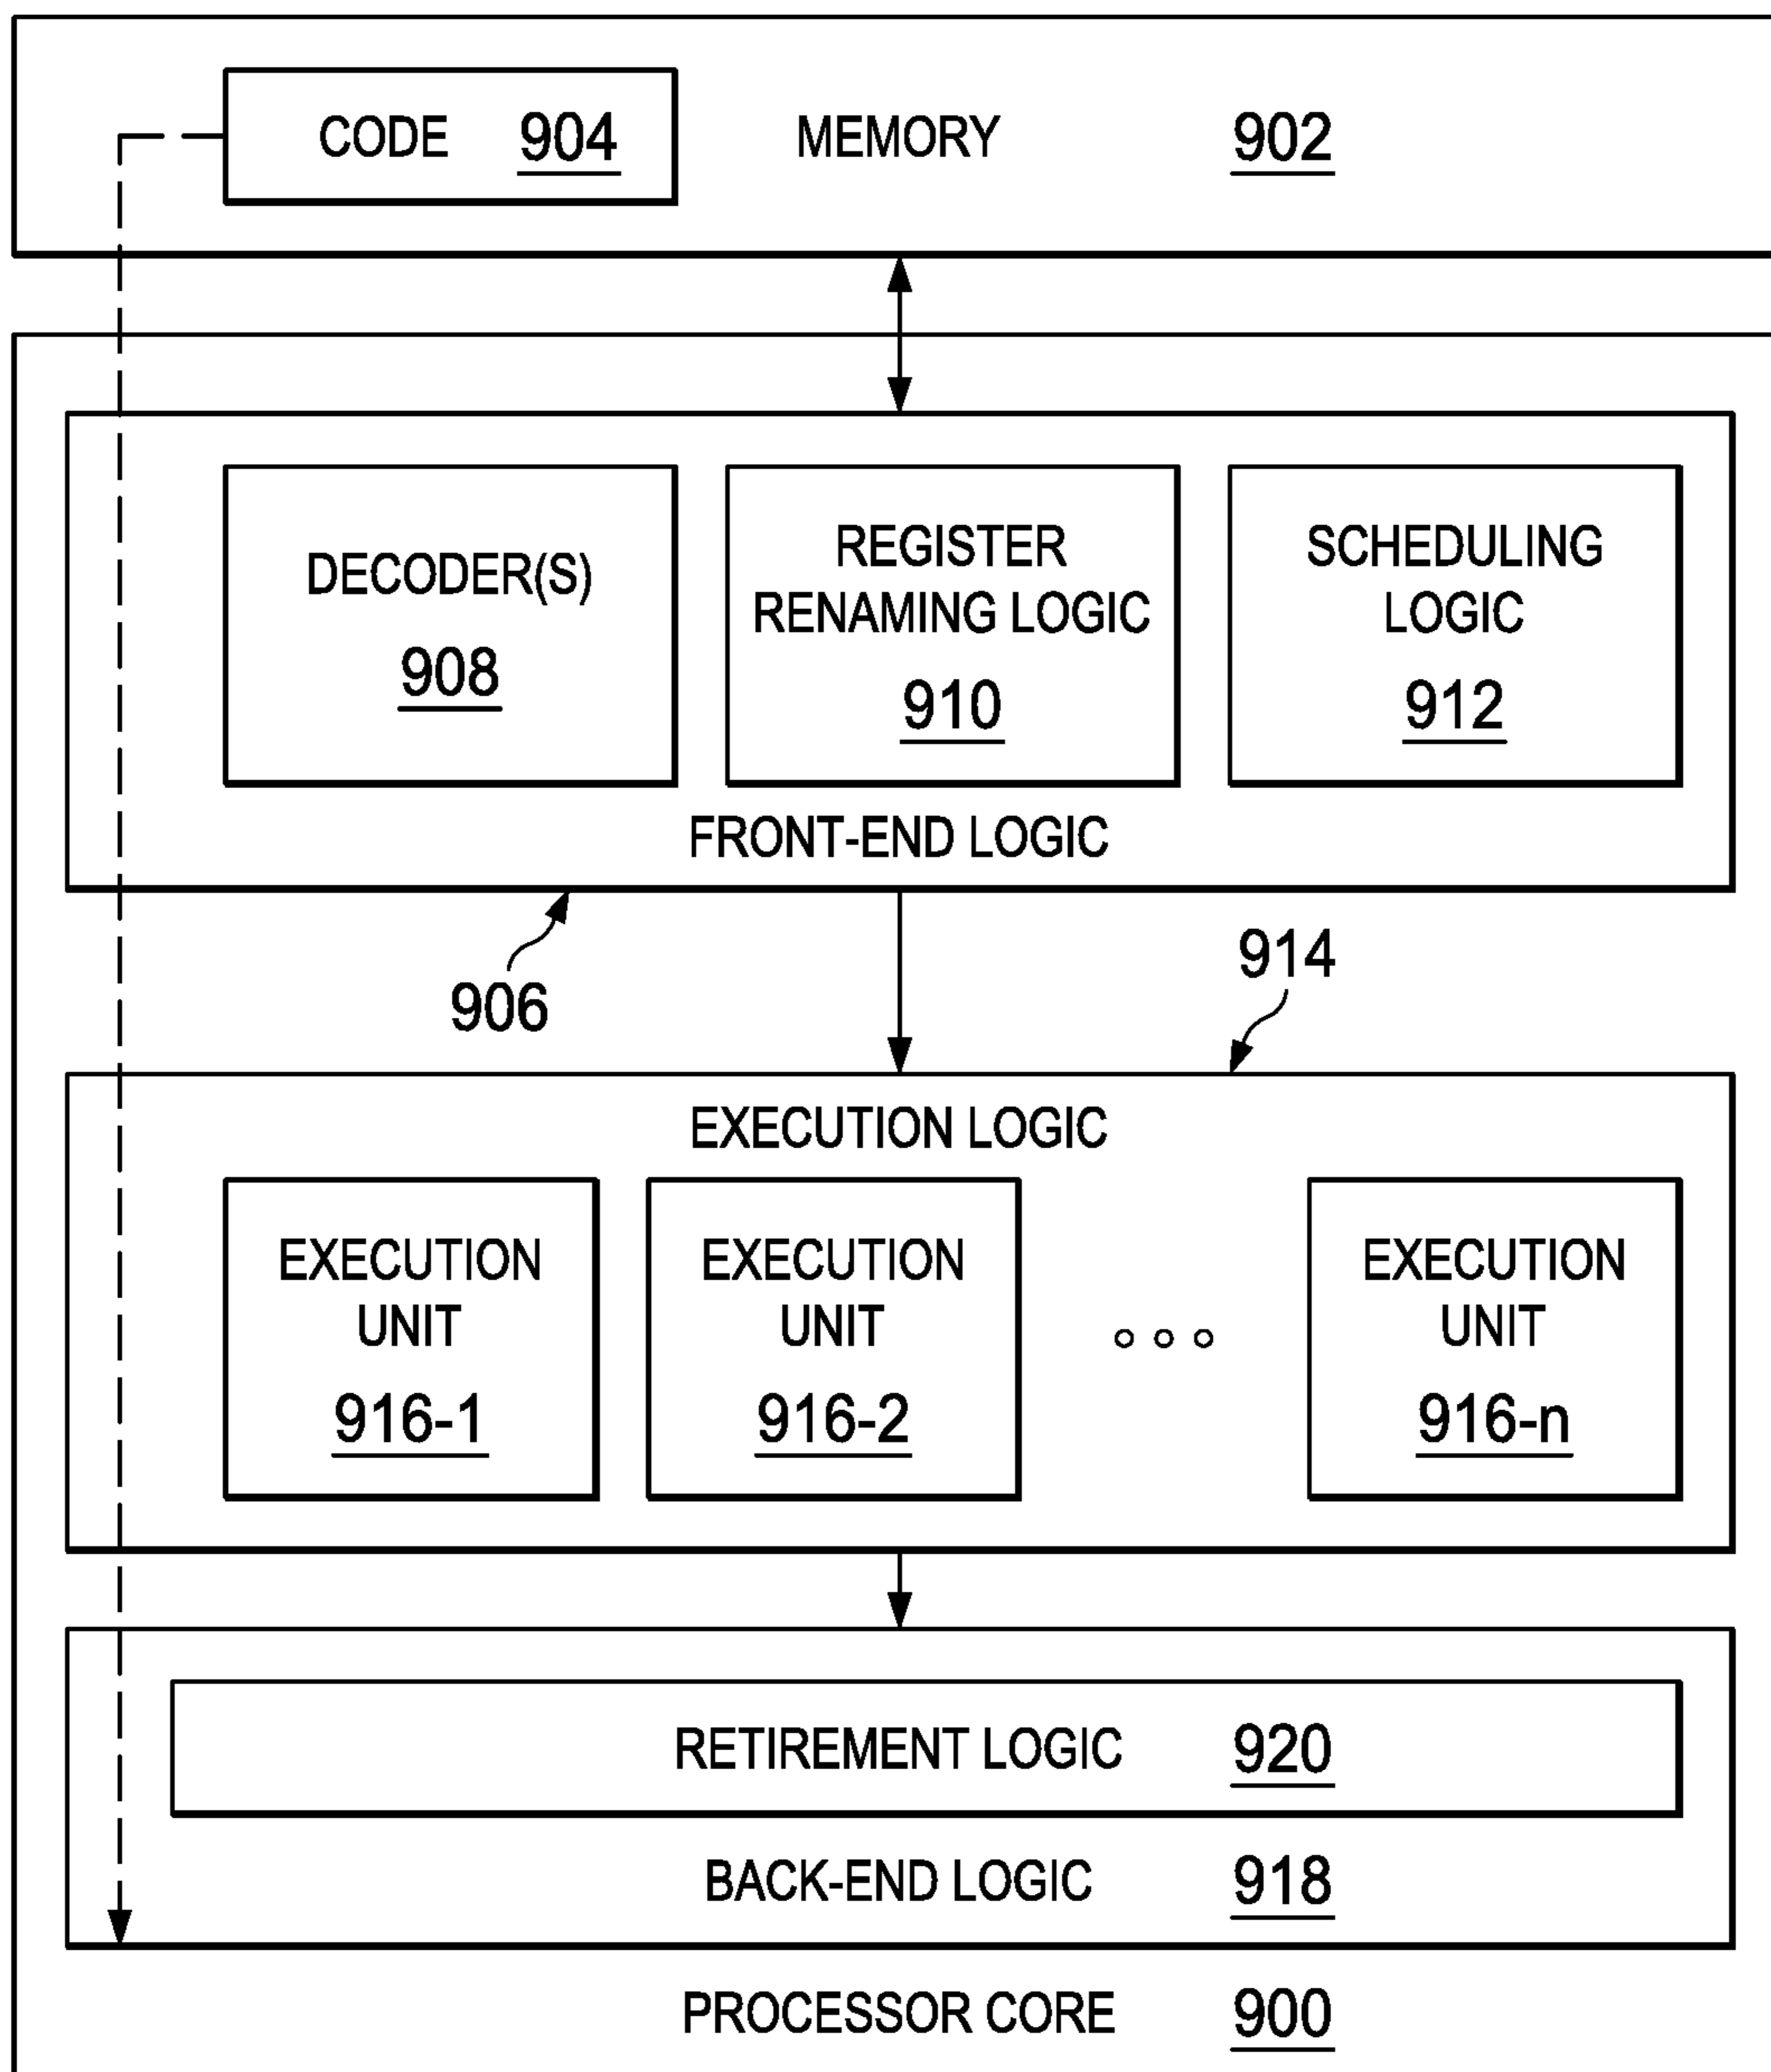 CODE 904 MEMORY 902
DECODER(S)
908
REGISTER
RENAMING LOGIC
910
SCHEDULING
LOGIC
912
FRONT-END LOGIC
906
914
EXECUTION LOGIC
EXECUTION
UNIT
916-1
EXECUTION
UNIT
916-2
EXECUTION
UNIT
916-n
RETIREMENT LOGIC 920
BACK-END LOGIC 918
PROCESSOR CORE 900